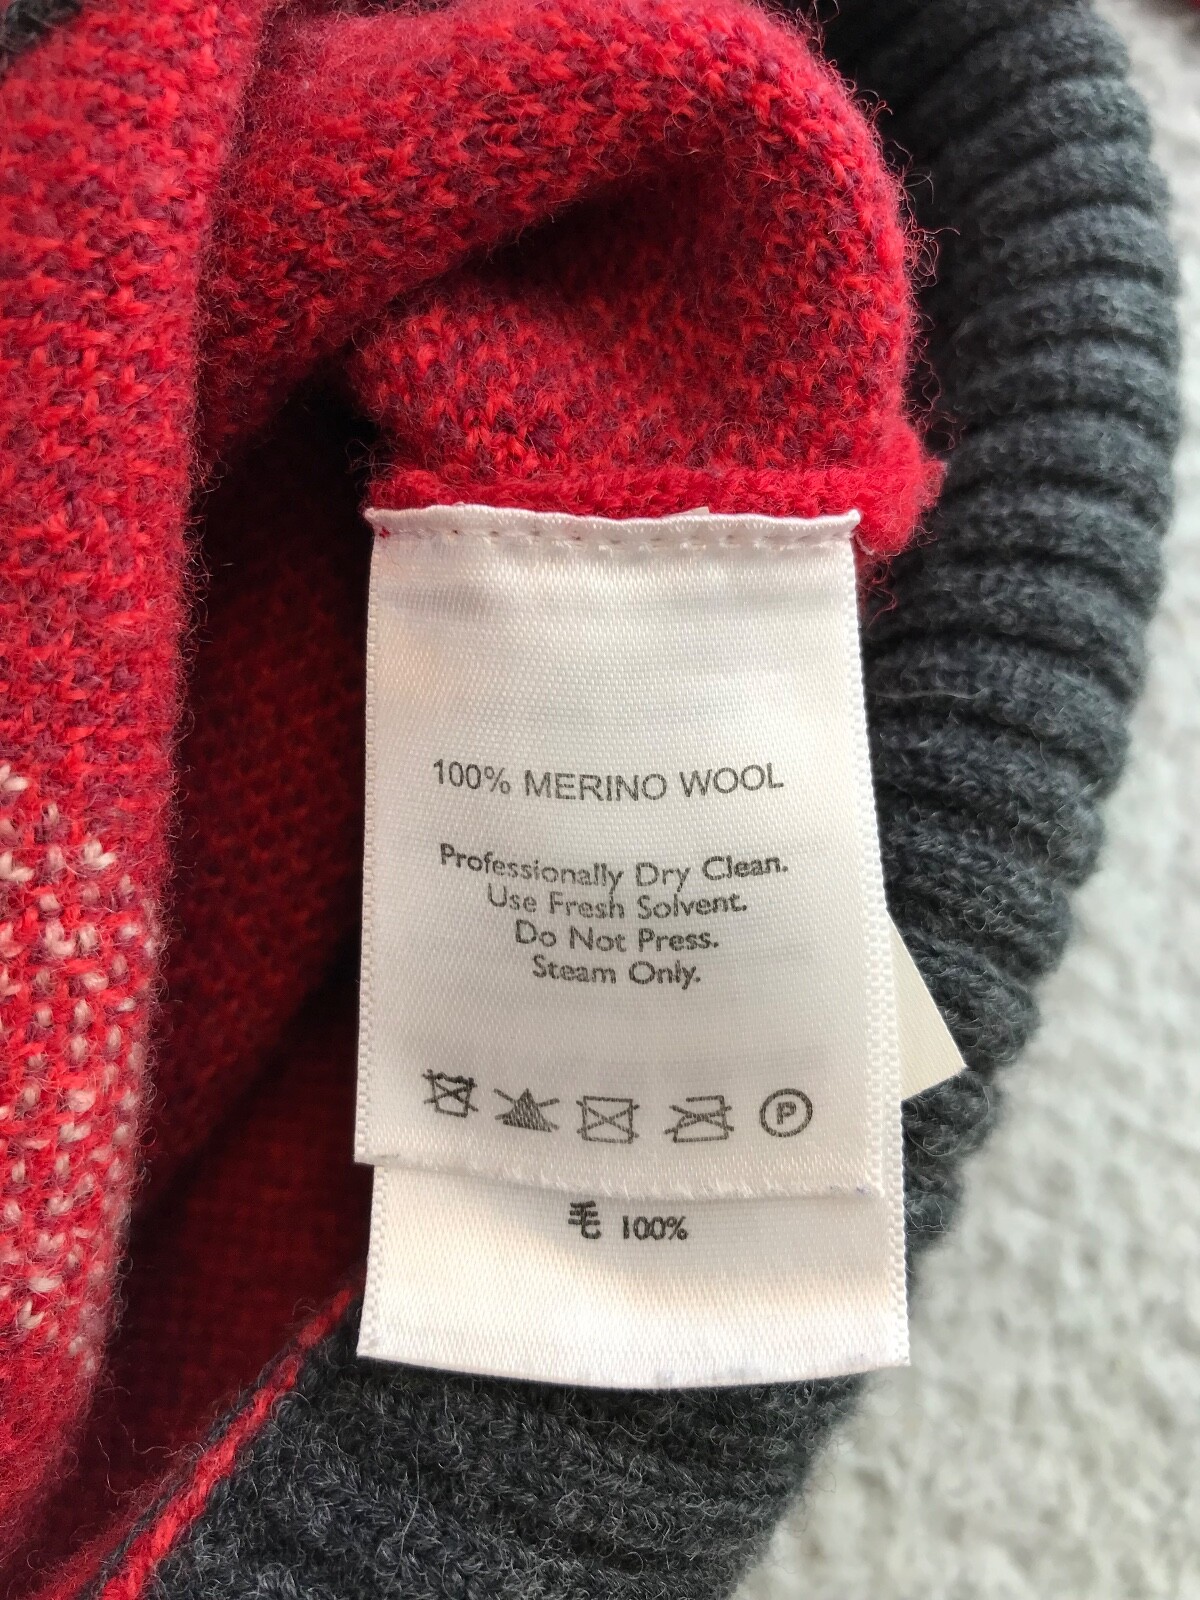 100% MERINO WOOL
Professionally Dry Clean.
Use Fresh Solvent.
Do Not Press.
Steam Only.
P
毛 100%